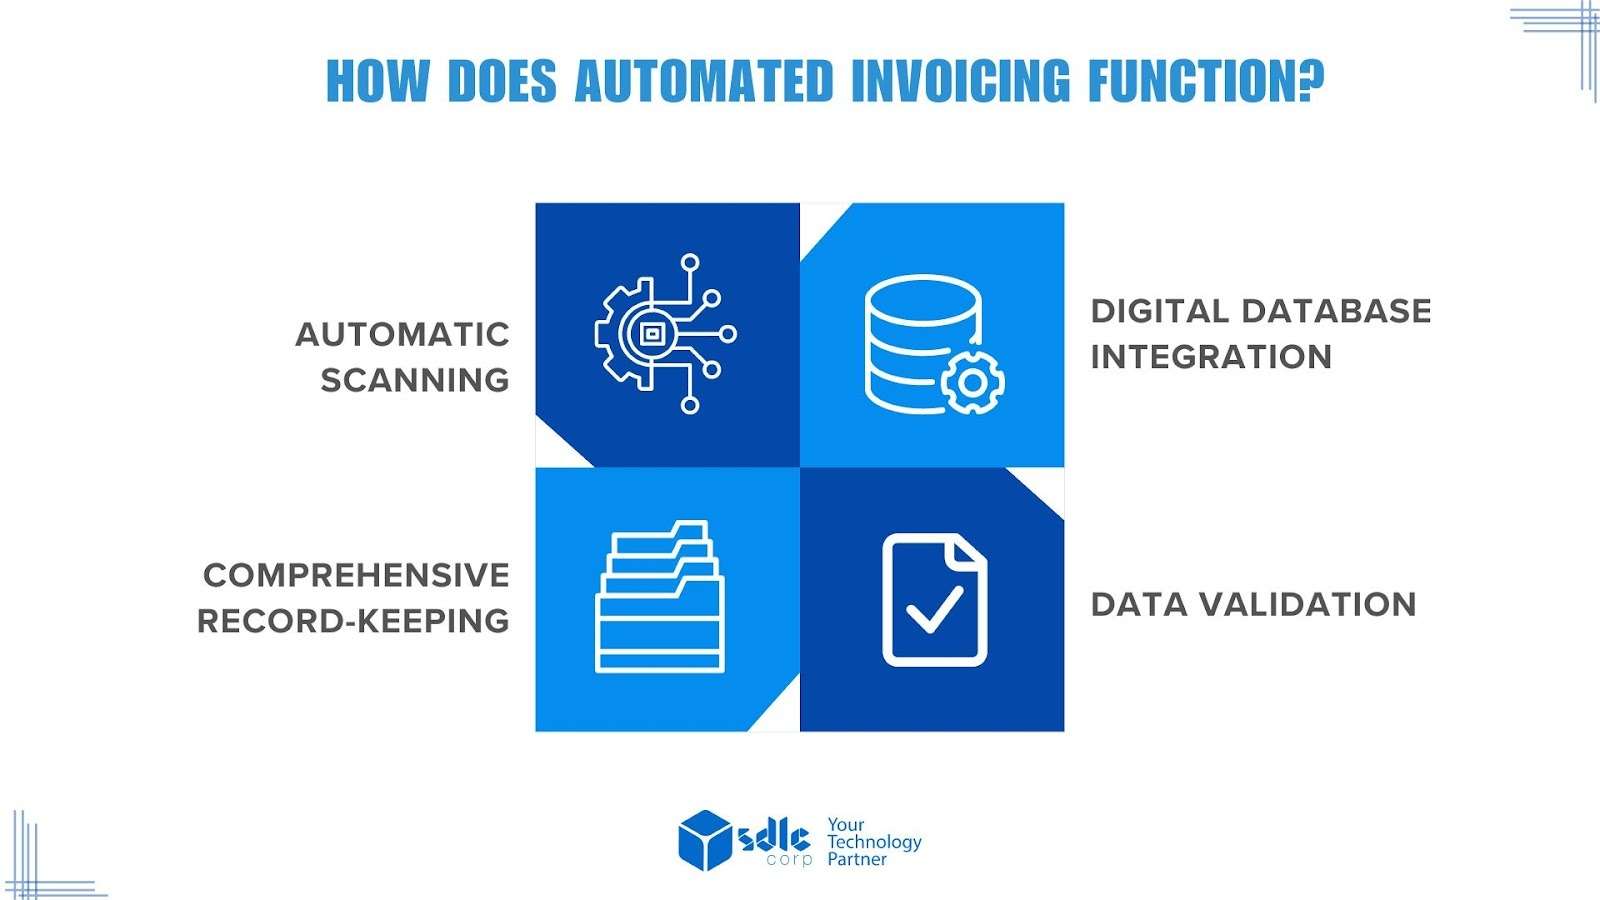 HOW DOES AUTOMATED INVOICING FUNCTION?
AUTOMATIC
SCANNING
DIGITAL DATABASE
INTEGRATION
COMPREHENSIVE
RECORD-KEEPING
DATA VALIDATION
sdlc
corp
Your
Technology
Partner